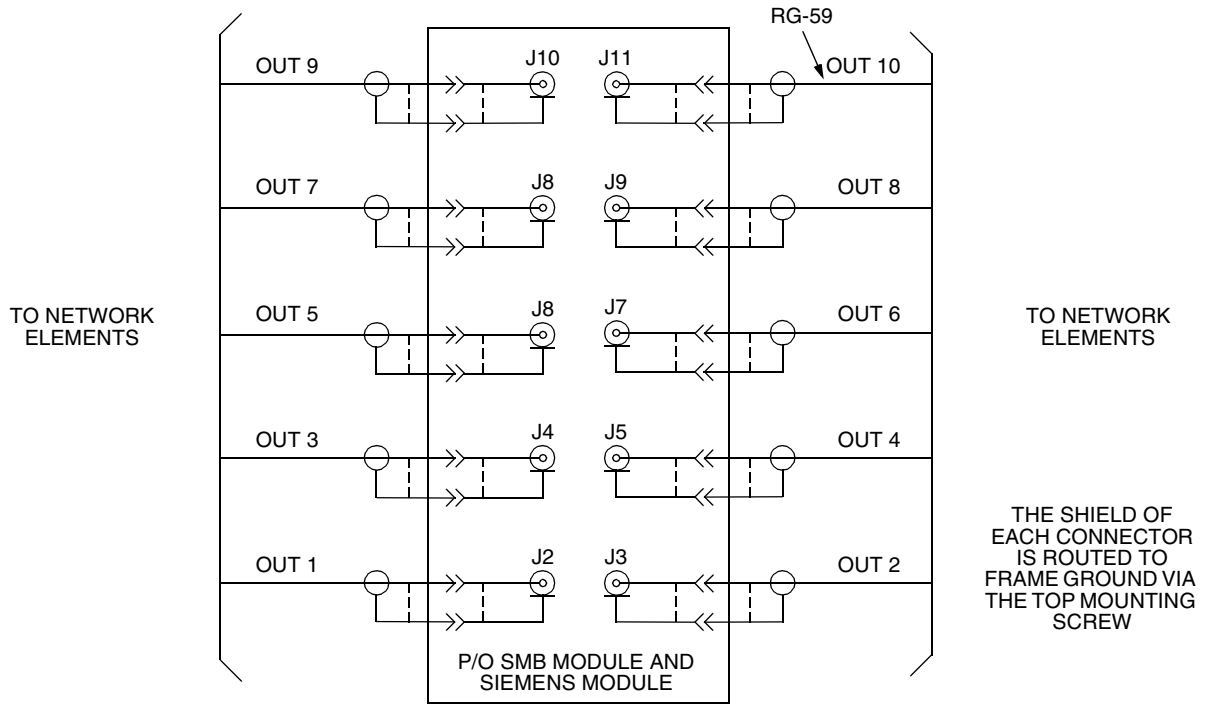 RG-59
OUT 9
J10
J11
OUT 10
OUT 7
J8
J9
OUT 8
TO NETWORK
ELEMENTS
OUT 5
J8
J7
OUT 6
TO NETWORK
ELEMENTS
OUT 3
J4
J5
OUT 4
THE SHIELD OF
EACH CONNECTOR
IS ROUTED TO
FRAME GROUND VIA
THE TOP MOUNTING
SCREW
OUT 1
J2
J3
OUT 2
P/O SMB MODULE AND
SIEMENS MODULE